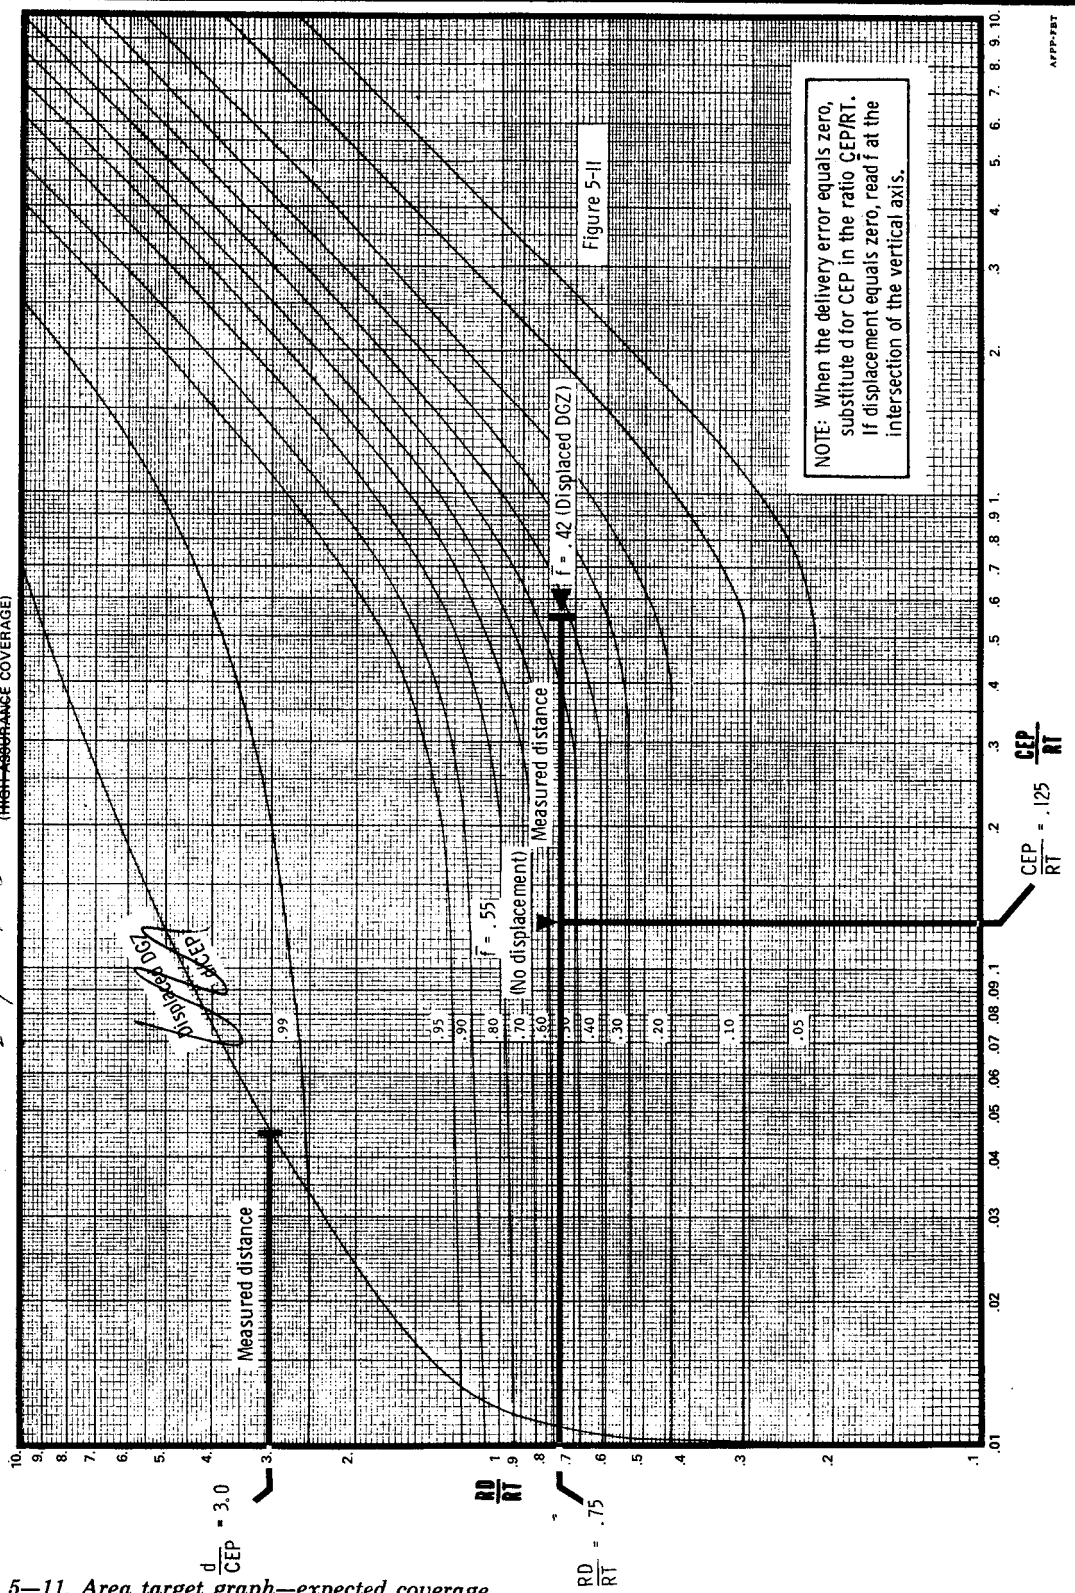 (HIGH ASSURANCE COVERAGE)
10. 9. 8. 7. 6. 5. 4. 3. 2. 1 .9 .8 .7 .6 .5 .4 .3 .2 .1
RD
RT
d
CEP = 3.0
RD
RT = .75
Measured distance
Displaced DGZ
d/CEP
.99
.95
.90
.80
.70
.60
.50
.40
.30
.20
.10
.05
f = .55
(No displacement)
Measured distance
f = .42 (Displaced DGZ)
Figure 5-11
NOTE: When the delivery error equals zero,
substitute d for CEP in the ratio CEP/RT.
If displacement equals zero, read f at the
intersection of the vertical axis.
.01 .02 .03 .04 .05 .06 .07 .08 .09 .1 .2 .3 .4 .5 .6 .7 .8 .9 1. 2. .3 4. 5. 6. 7. 8. 9. 10.
CEP
RT = .125
CEP
RT
AFPP-FBT
5—11. Area target graph—expected coverage